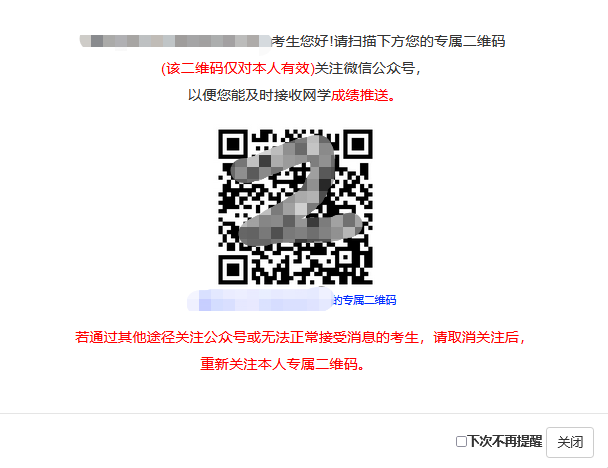 考生您好!请扫描下方您的专属二维码
(该二维码仅对本人有效)关注微信公众号，
以便您能及时接收网学成绩推送。
的专属二维码
若通过其他途径关注公众号或无法正常接受消息的考生，请取消关注后，
重新关注本人专属二维码。
下次不再提醒 关闭